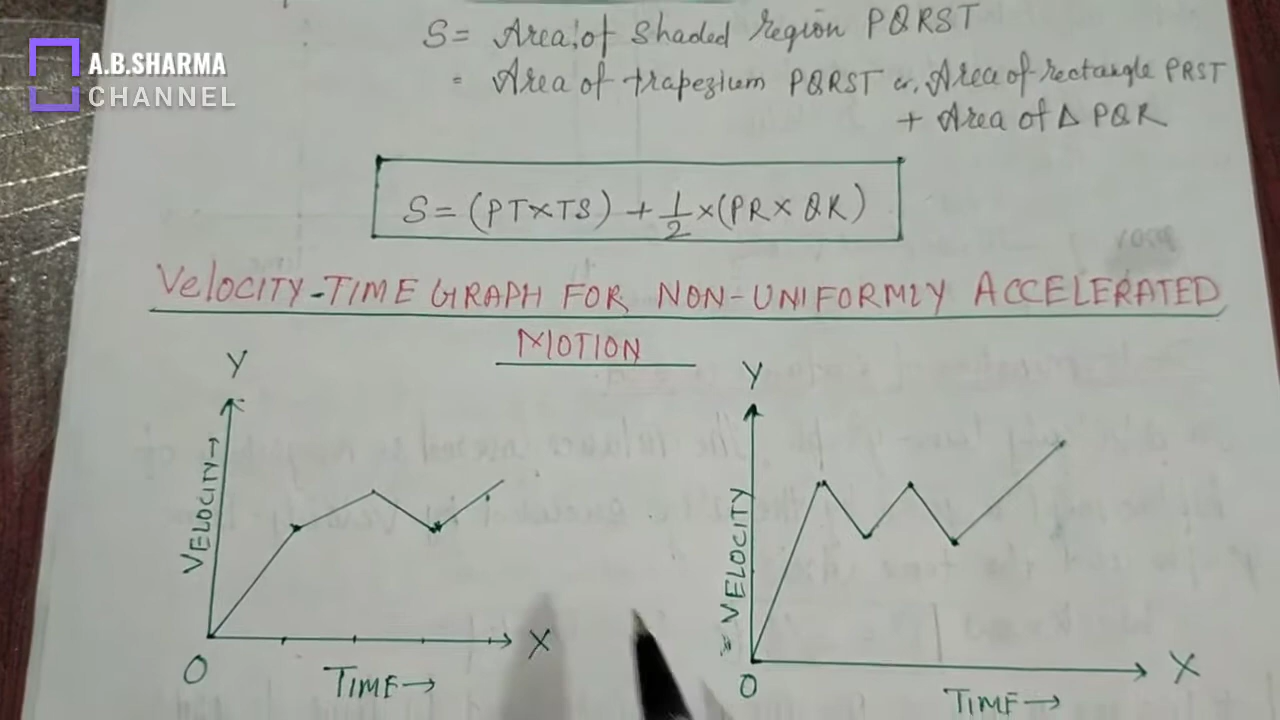 A.B.SHARMA
CHANNEL
S= Area of Shaded region PQRST
= Area of trapezium PQRST or, Area of rectangle PRST
+ Area of Δ PQR
S= (PT×TS) + 1/2 ×(PR× QK)
VELOCITY-TIME GRAPH FOR NON-UNIFORMLY ACCELERATED
MOTION
Y
VELOCITY→
O
X
TIME→
Y
VELOCITY
O
X
TIME→